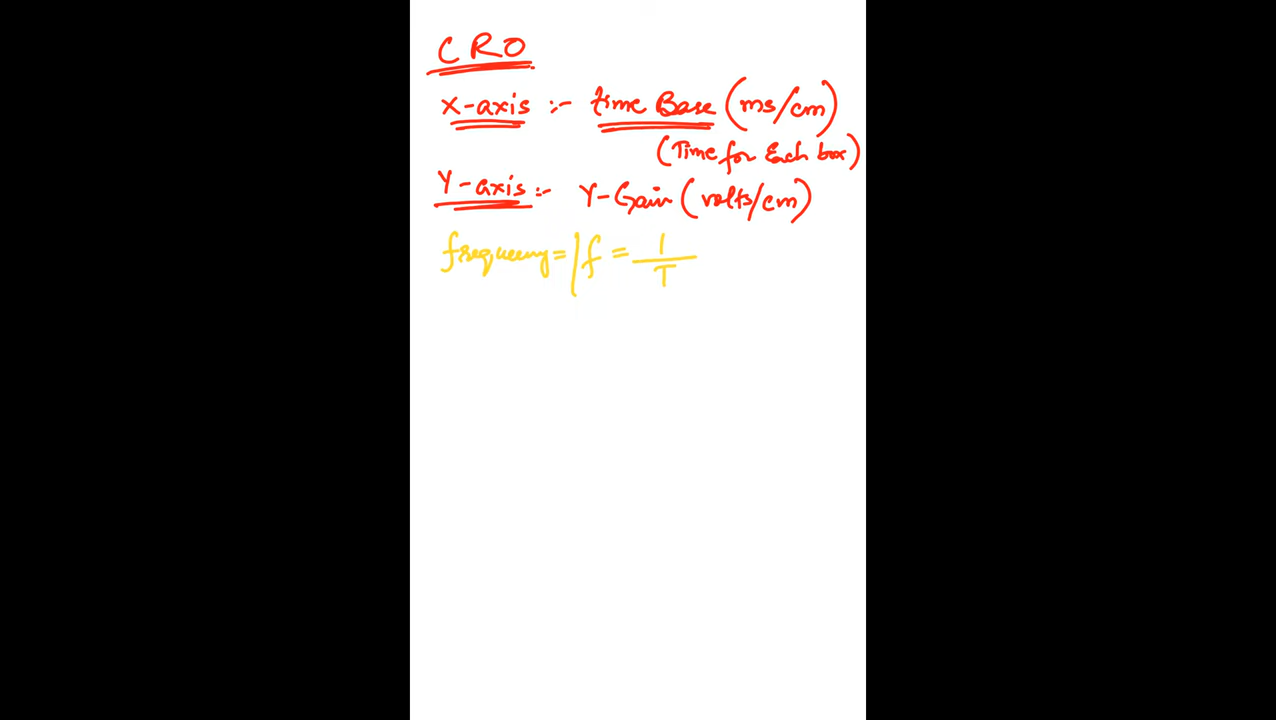 CRO
X-axis :- time Base (ms/cm)
(Time for Each box)
Y-axis :- Y-Gain (volts/cm)
frequency = |f = 1/T